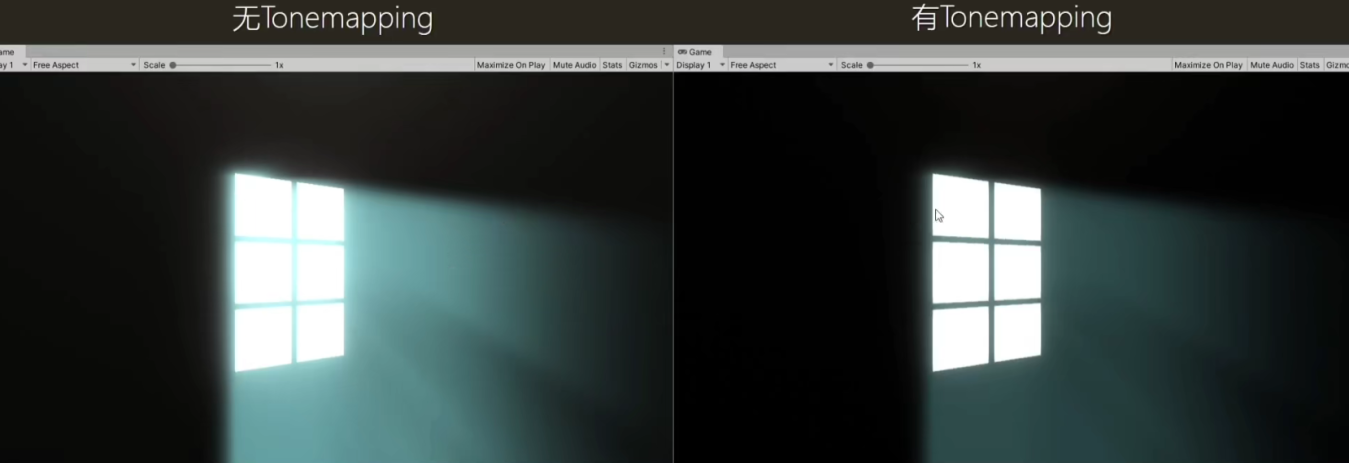 无Tonemapping
有Tonemapping
ame
ay 1 Free Aspect Scale 1x Maximize On Play Mute Audio Stats Gizmos
Game
Display 1 Free Aspect Scale 1x Maximize On Play Mute Audio Stats Gizmo